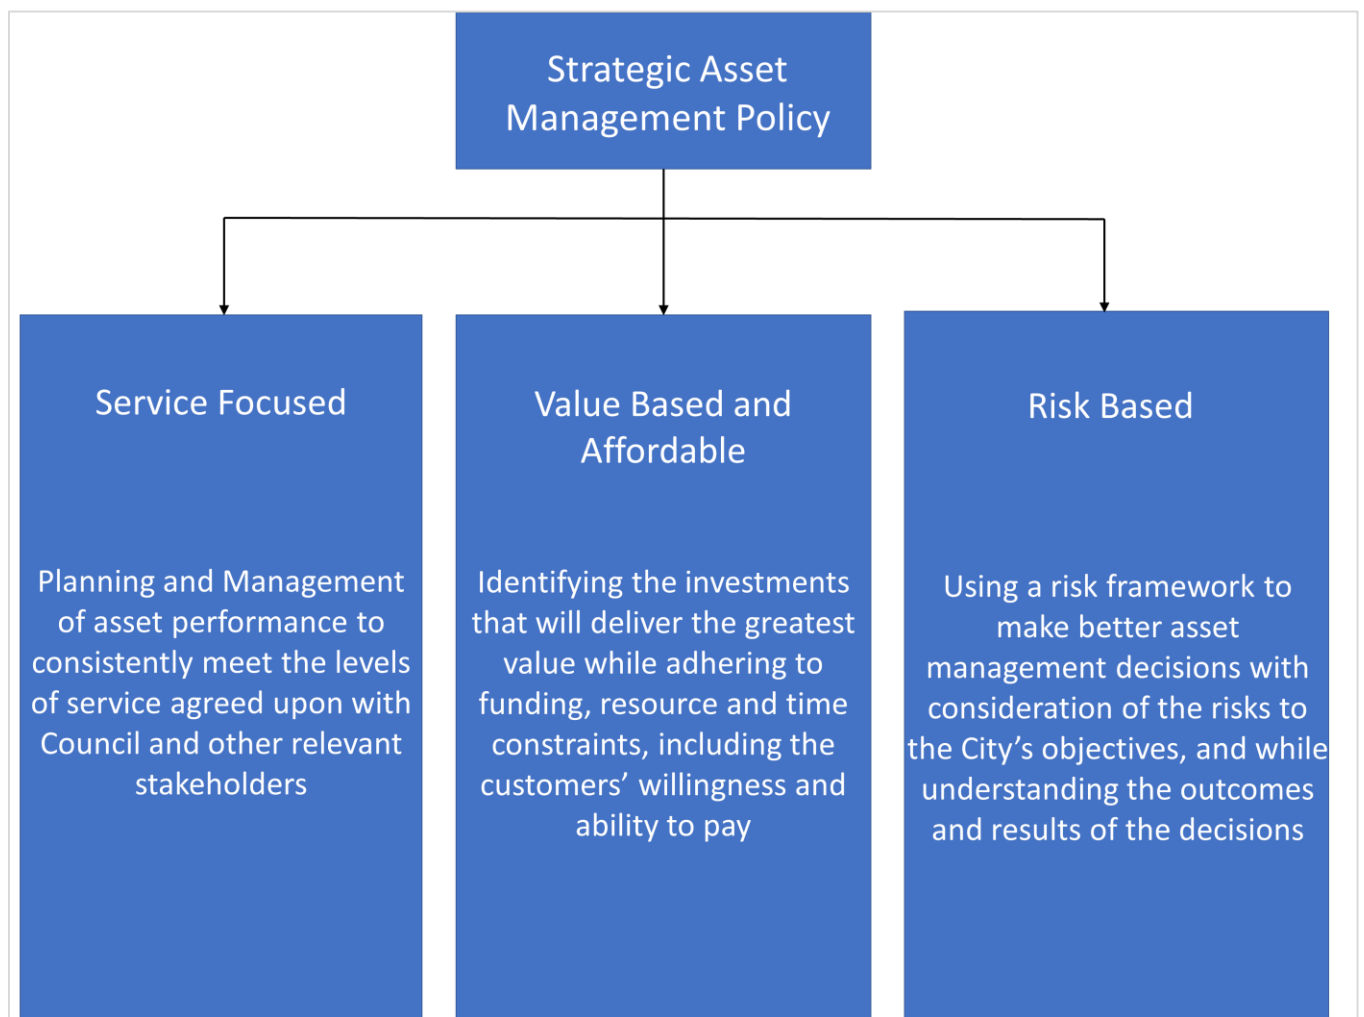 Strategic Asset
Management Policy
Service Focused
Planning and Management
of asset performance to
consistently meet the levels
of service agreed upon with
Council and other relevant
stakeholders
Value Based and
Affordable
Identifying the investments
that will deliver the greatest
value while adhering to
funding, resource and time
constraints, including the
customers’ willingness and
ability to pay
Risk Based
Using a risk framework to
make better asset
management decisions with
consideration of the risks to
the City’s objectives, and while
understanding the outcomes
and results of the decisions